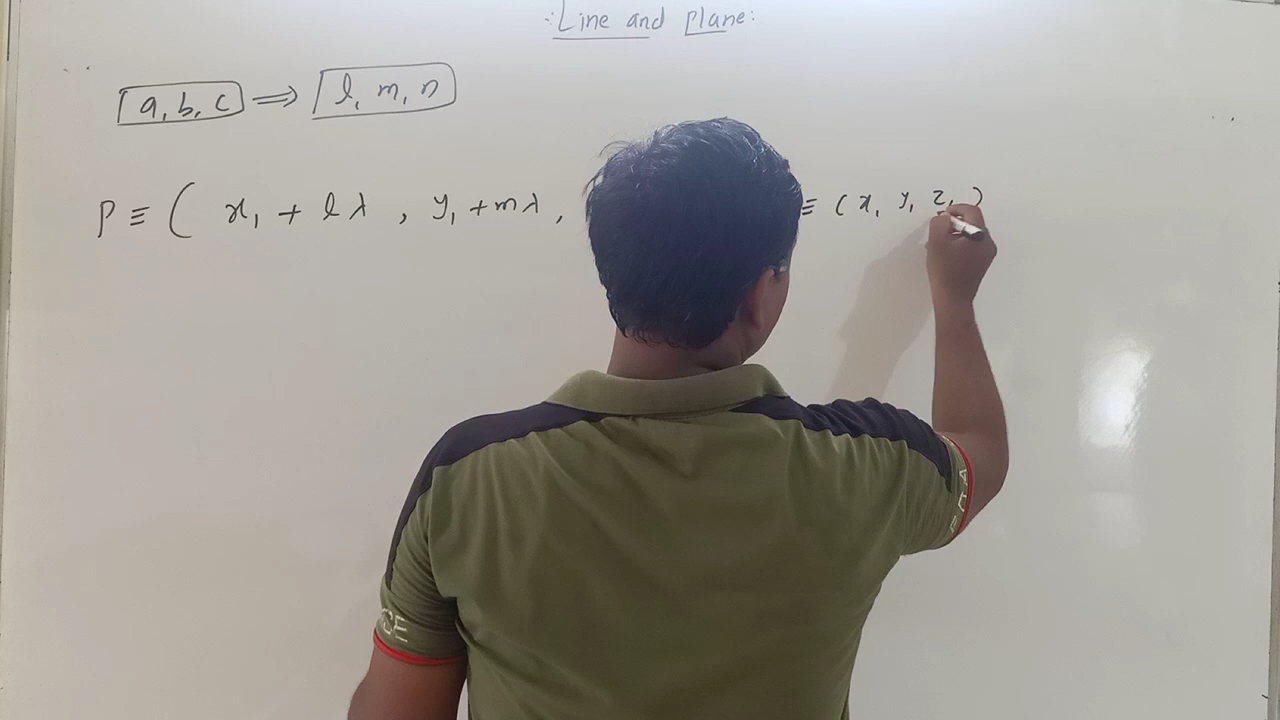 :Line and plane:
a, b, c ⇒ l, m, n
P ≡ ( x₁ + lλ , y₁ + mλ , ≡ ( x₁ y₁ z₁ )